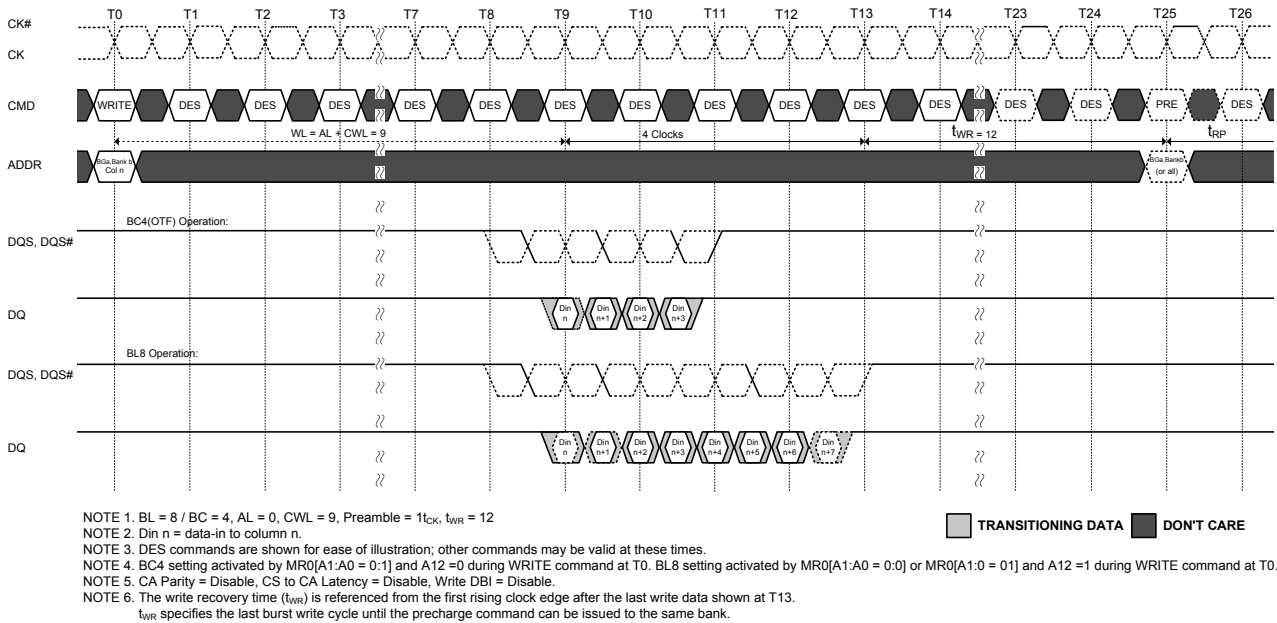 T0 T1 T2 T3 T7 T8 T9 T10 T11 T12 T13 T14 T23 T24 T25 T26
CK#
CK
CMD WRITE DES DES DES DES DES DES DES DES DES DES DES DES DES PRE DES
WL = AL + CWL = 9 4 Clocks tWR = 12 tRP
ADDR
BGa,Bank b
Col n
BGa,Bankb
(or all)
BC4(OTF) Operation:
DQS, DQS#
DQ
Din n Din n+1 Din n+2 Din n+3
BL8 Operation:
DQS, DQS#
DQ
Din n Din n+1 Din n+2 Din n+3 Din n+4 Din n+5 Din n+6 Din n+7
NOTE 1. BL = 8 / BC = 4, AL = 0, CWL = 9, Preamble = 1tCK, tWR = 12
TRANSITIONING DATA DON'T CARE
NOTE 2. Din n = data-in to column n.
NOTE 3. DES commands are shown for ease of illustration; other commands may be valid at these times.
NOTE 4. BC4 setting activated by MR0[A1:A0 = 0:1] and A12 =0 during WRITE command at T0. BL8 setting activated by MR0[A1:A0 = 0:0] or MR0[A1:0 = 01] and A12 =1 during WRITE command at T0.
NOTE 5. CA Parity = Disable, CS to CA Latency = Disable, Write DBI = Disable.
NOTE 6. The write recovery time (tWR) is referenced from the first rising clock edge after the last write data shown at T13.
tWR specifies the last burst write cycle until the precharge command can be issued to the same bank.